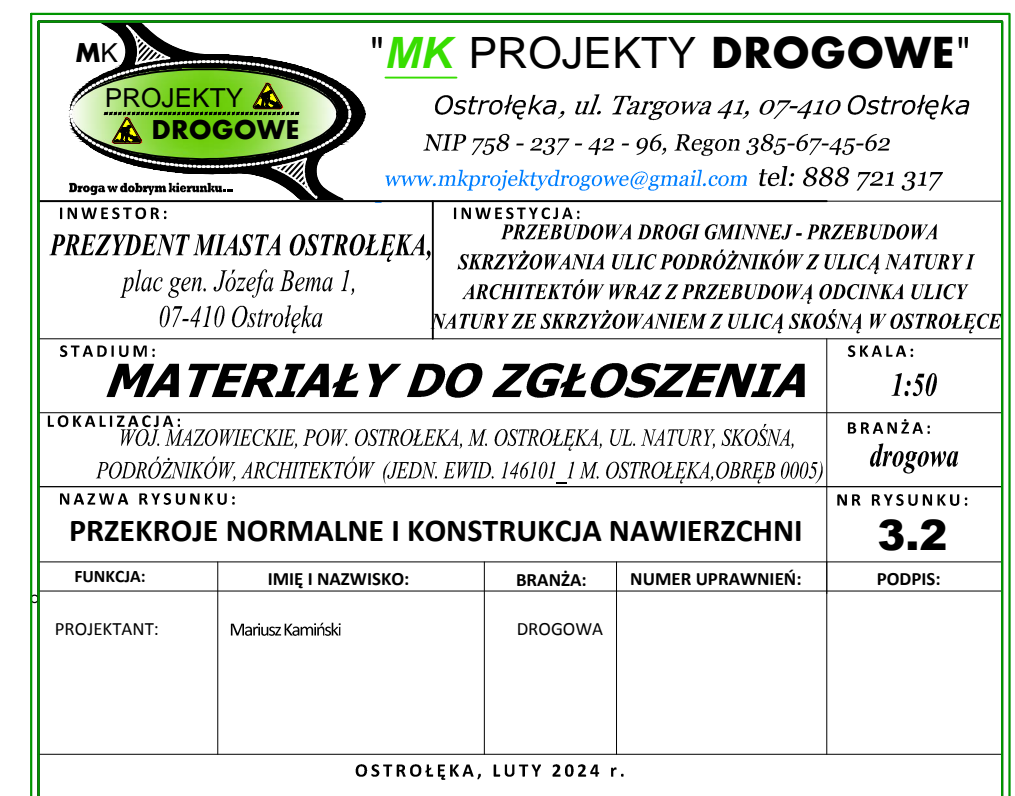 MK
PROJEKTY
DROGOWE
Droga w dobrym kierunku...
"MK PROJEKTY DROGOWE"
Ostrołęka, ul. Targowa 41, 07-410 Ostrołęka
NIP 758 - 237 - 42 - 96, Regon 385-67-45-62
www.mkprojektydrogowe@gmail.com tel: 888 721 317
INWESTOR:
PREZYDENT MIASTA OSTROŁĘKA,
plac gen. Józefa Bema 1,
07-410 Ostrołęka
INWESTYCJA:
PRZEBUDOWA DROGI GMINNEJ - PRZEBUDOWA
SKRZYŻOWANIA ULIC PODRÓŻNIKÓW Z ULICĄ NATURY I
ARCHITEKTÓW WRAZ Z PRZEBUDOWĄ ODCINKA ULICY
NATURY ZE SKRZYŻOWANIEM Z ULICĄ SKOŚNĄ W OSTROŁĘCE
STADIUM:
MATERIAŁY DO ZGŁOSZENIA
SKALA:
1:50
LOKALIZACJA:
WOJ. MAZOWIECKIE, POW. OSTROŁEKA, M. OSTROŁĘKA, UL. NATURY, SKOŚNA,
PODRÓŻNIKÓW, ARCHITEKTÓW (JEDN. EWID. 146101_1 M. OSTROŁĘKA,OBRĘB 0005)
BRANŻA:
drogowa
NAZWA RYSUNKU:
PRZEKROJE NORMALNE I KONSTRUKCJA NAWIERZCHNI
NR RYSUNKU:
3.2
FUNKCJA: IMIĘ I NAZWISKO: BRANŻA: NUMER UPRAWNIEŃ: PODPIS:
PROJEKTANT: Mariusz Kamiński DROGOWA
OSTROŁĘKA, LUTY 2024 r.